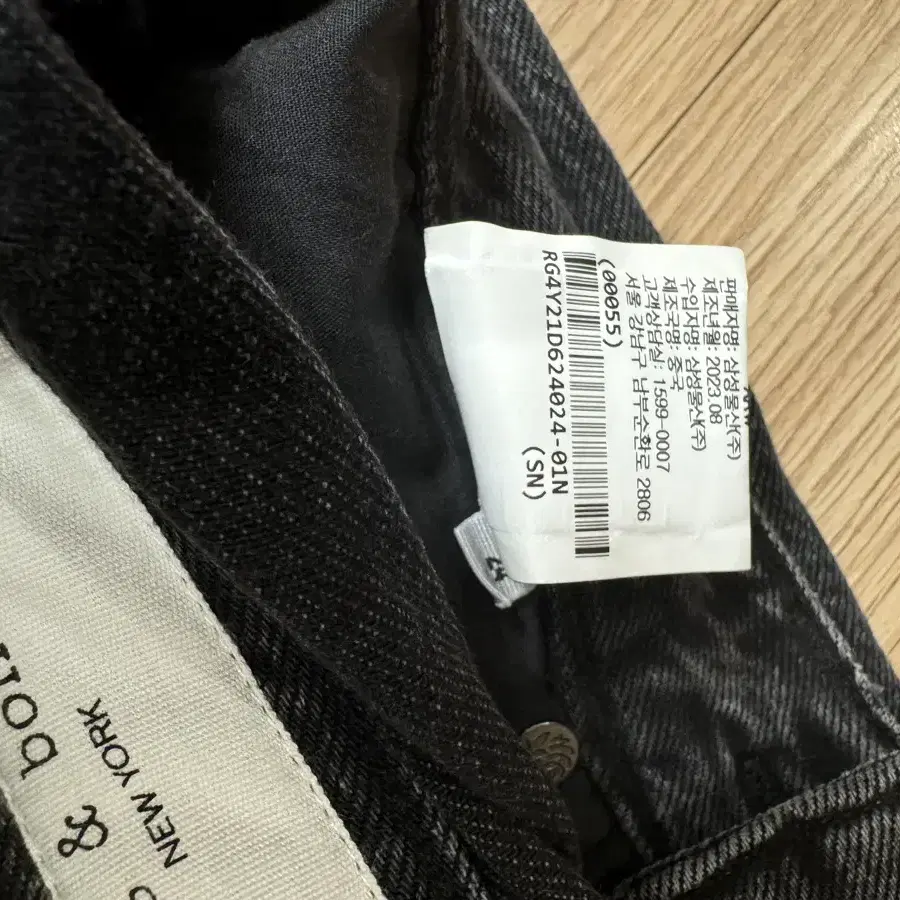 판매자명: 삼성물산(주)
제조년월: 2023.08
수입자명: 삼성물산(주)
제조국명: 중국
고객상담실: 1599-0007
서울 강남구 남부순환로 2806
(00055)
RG4Y21D624024-01N
(SN)
& bon
NEW YORK